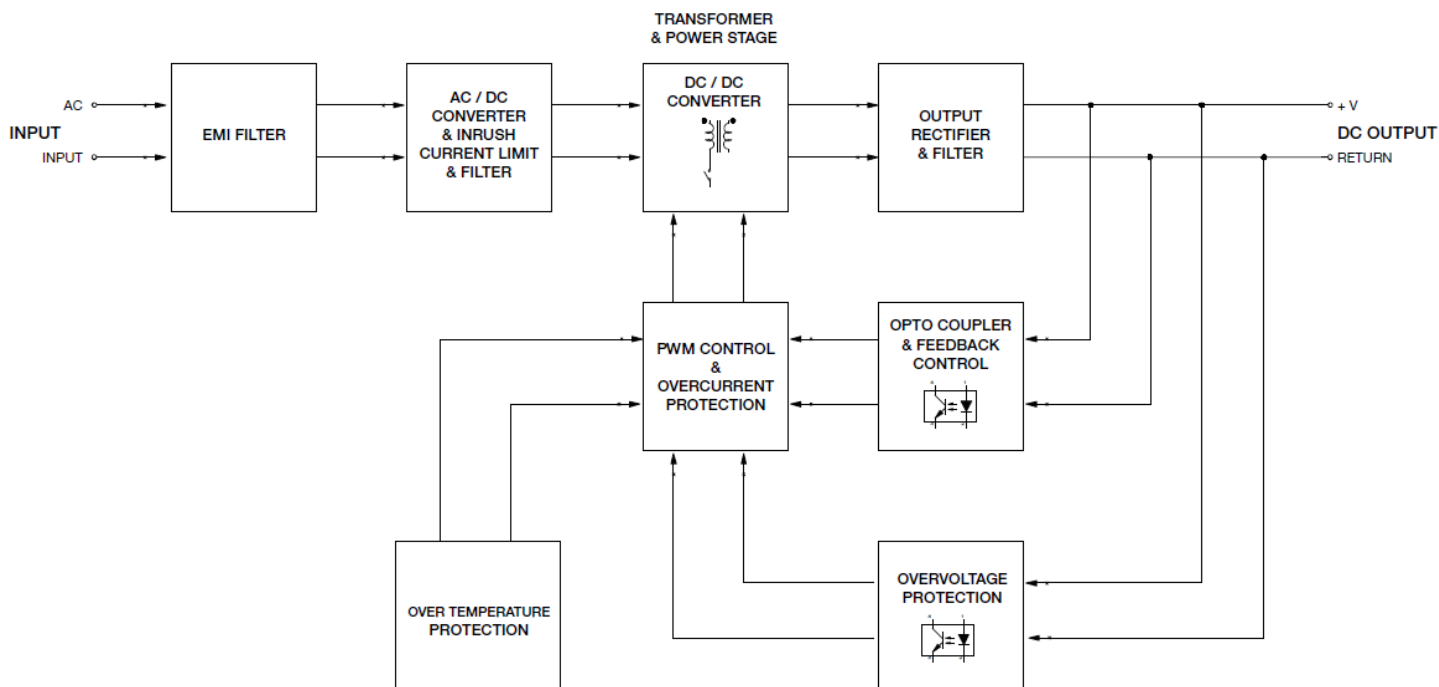 TRANSFORMER
& POWER STAGE
AC
INPUT
INPUT
EMI FILTER
AC / DC
CONVERTER
& INRUSH
CURRENT LIMIT
& FILTER
DC / DC
CONVERTER
OUTPUT
RECTIFIER
& FILTER
+ V
DC OUTPUT
RETURN
PWM CONTROL
&
OVERCURRENT
PROTECTION
OPTO COUPLER
& FEEDBACK
CONTROL
OVER TEMPERATURE
PROTECTION
OVERVOLTAGE
PROTECTION